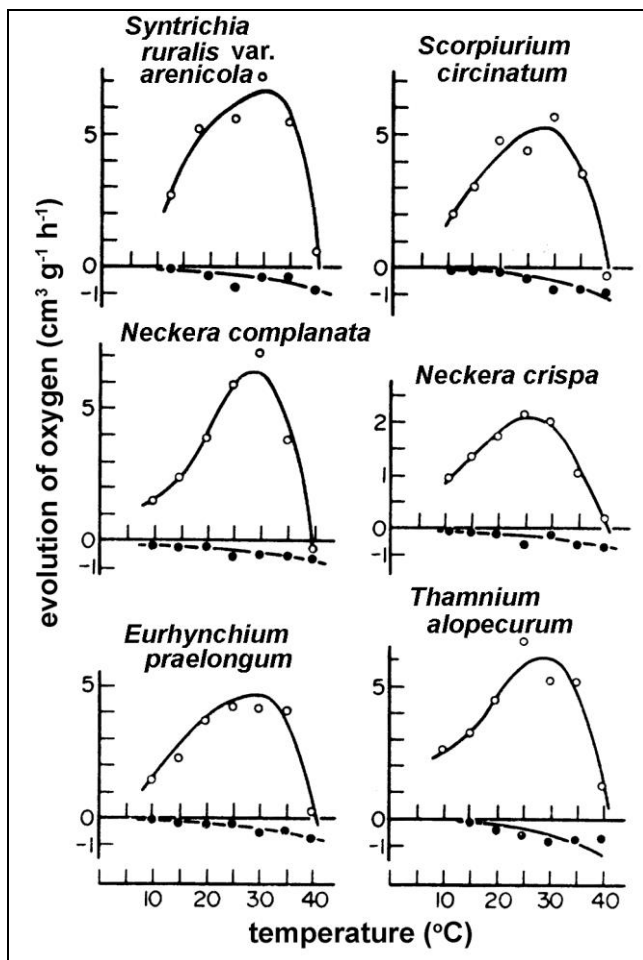 Syntrichia
ruralis var.
arenicola
Scorpiurium
circinatum
5
0
-1
5
0
-1
Neckera complanata
Neckera crispa
5
0
-1
2
1
0
-1
Eurhynchium
praelongum
Thamnium
alopecurum
5
0
-1
5
0
-1
10 20 30 40
10 20 30 40
temperature (°C)
evolution of oxygen (cm³ g⁻¹ h⁻¹)